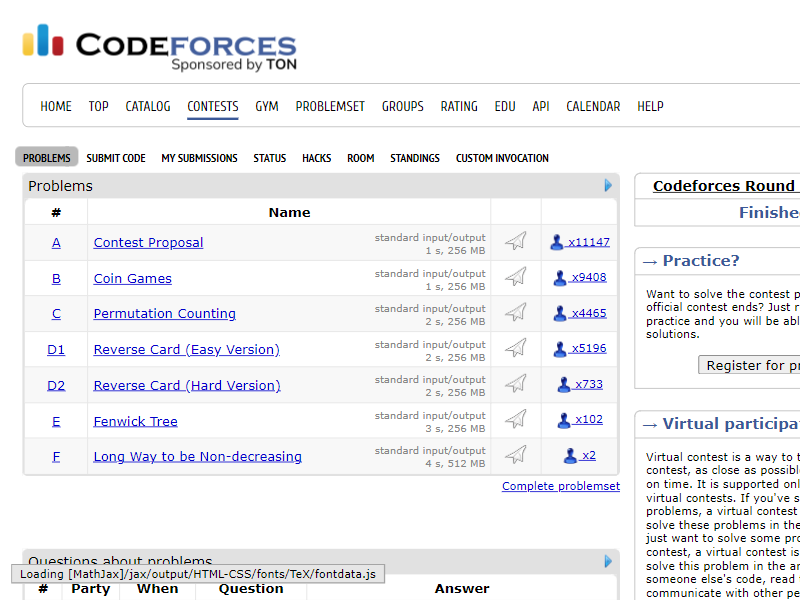 CODEFORCES
Sponsored by TON
HOME TOP CATALOG CONTESTS GYM PROBLEMSET GROUPS RATING EDU API CALENDAR HELP
PROBLEMS SUBMIT CODE MY SUBMISSIONS STATUS HACKS ROOM STANDINGS CUSTOM INVOCATION
Problems
# Name
A Contest Proposal standard input/output x11147
1 s, 256 MB
B Coin Games standard input/output x9408
1 s, 256 MB
C Permutation Counting standard input/output x4465
2 s, 256 MB
D1 Reverse Card (Easy Version) standard input/output x5196
2 s, 256 MB
D2 Reverse Card (Hard Version) standard input/output x733
2 s, 256 MB
E Fenwick Tree standard input/output x102
3 s, 256 MB
F Long Way to be Non-decreasing standard input/output x2
4 s, 512 MB
Complete problemset
Questions about problems
# Party When Question Answer
Loading [MathJax]/jax/output/HTML-CSS/fonts/TeX/fontdata.js
Codeforces Round
Finishe
→ Practice?
Want to solve the contest p
official contest ends? Just r
practice and you will be abl
solutions.
Register for pr
→ Virtual participa
Virtual contest is a way to t
contest, as close as possibl
on time. It is supported onl
virtual contests. If you've s
problems, a virtual contest
solve these problems in the
just want to solve some pro
contest, a virtual contest is
solve this problem in the ar
someone else's code, read
communicate with other pe